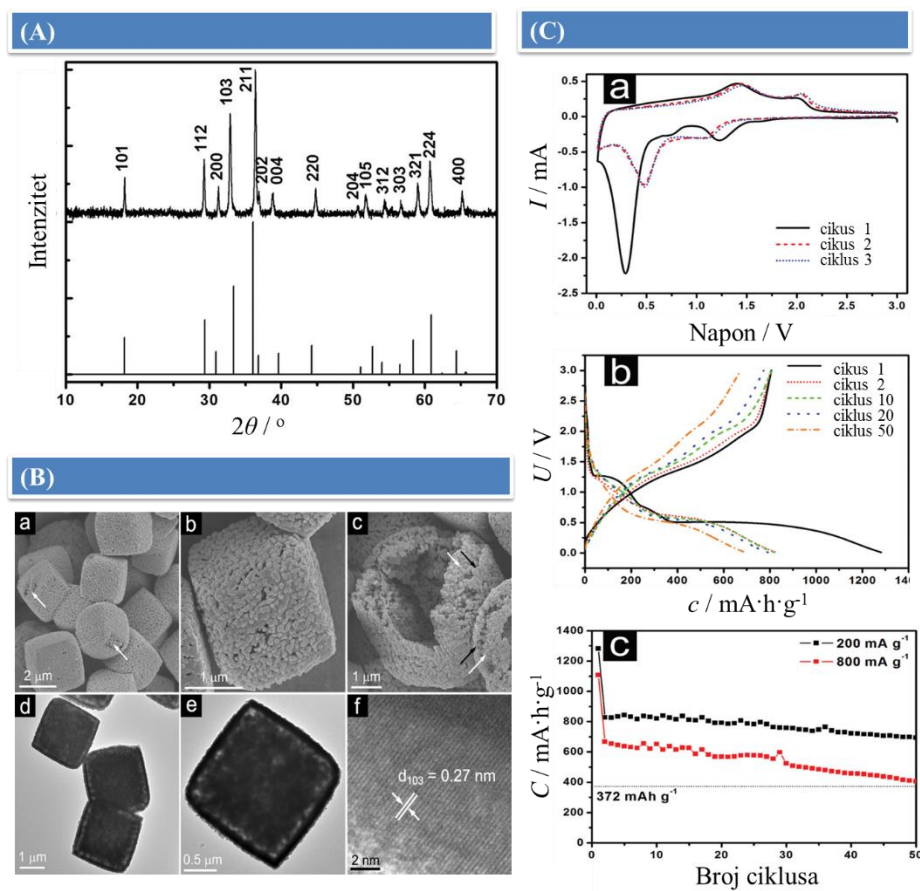 (A)
Intenzitet
101
112
200
103
211
202
004
220
204
105
312
303
321
224
400
10 20 30 40 50 60 70
2θ / °
(B)
a
2 μm
b
1 μm
c
1 μm
d
1 μm
e
0.5 μm
f
d₁₀₃ = 0.27 nm
2 nm
(C)
a
I / mA
0.5
0.0
-0.5
-1.0
-1.5
-2.0
-2.5
cikus 1
ciklus 2
ciklus 3
0.0 0.5 1.0 1.5 2.0 2.5 3.0
Napon / V
b
U / V
3.0
2.5
2.0
1.5
1.0
0.5
0.0
cikus 1
cikus 2
ciklus 10
ciklus 20
ciklus 50
0 200 400 600 800 1000 1200 1400
c / mA·h·g⁻¹
c
C / mA·h·g⁻¹
1400
1200
1000
800
600
400
200
0
200 mA g⁻¹
800 mA g⁻¹
372 mAh g⁻¹
0 10 20 30 40 50
Broj ciklusa